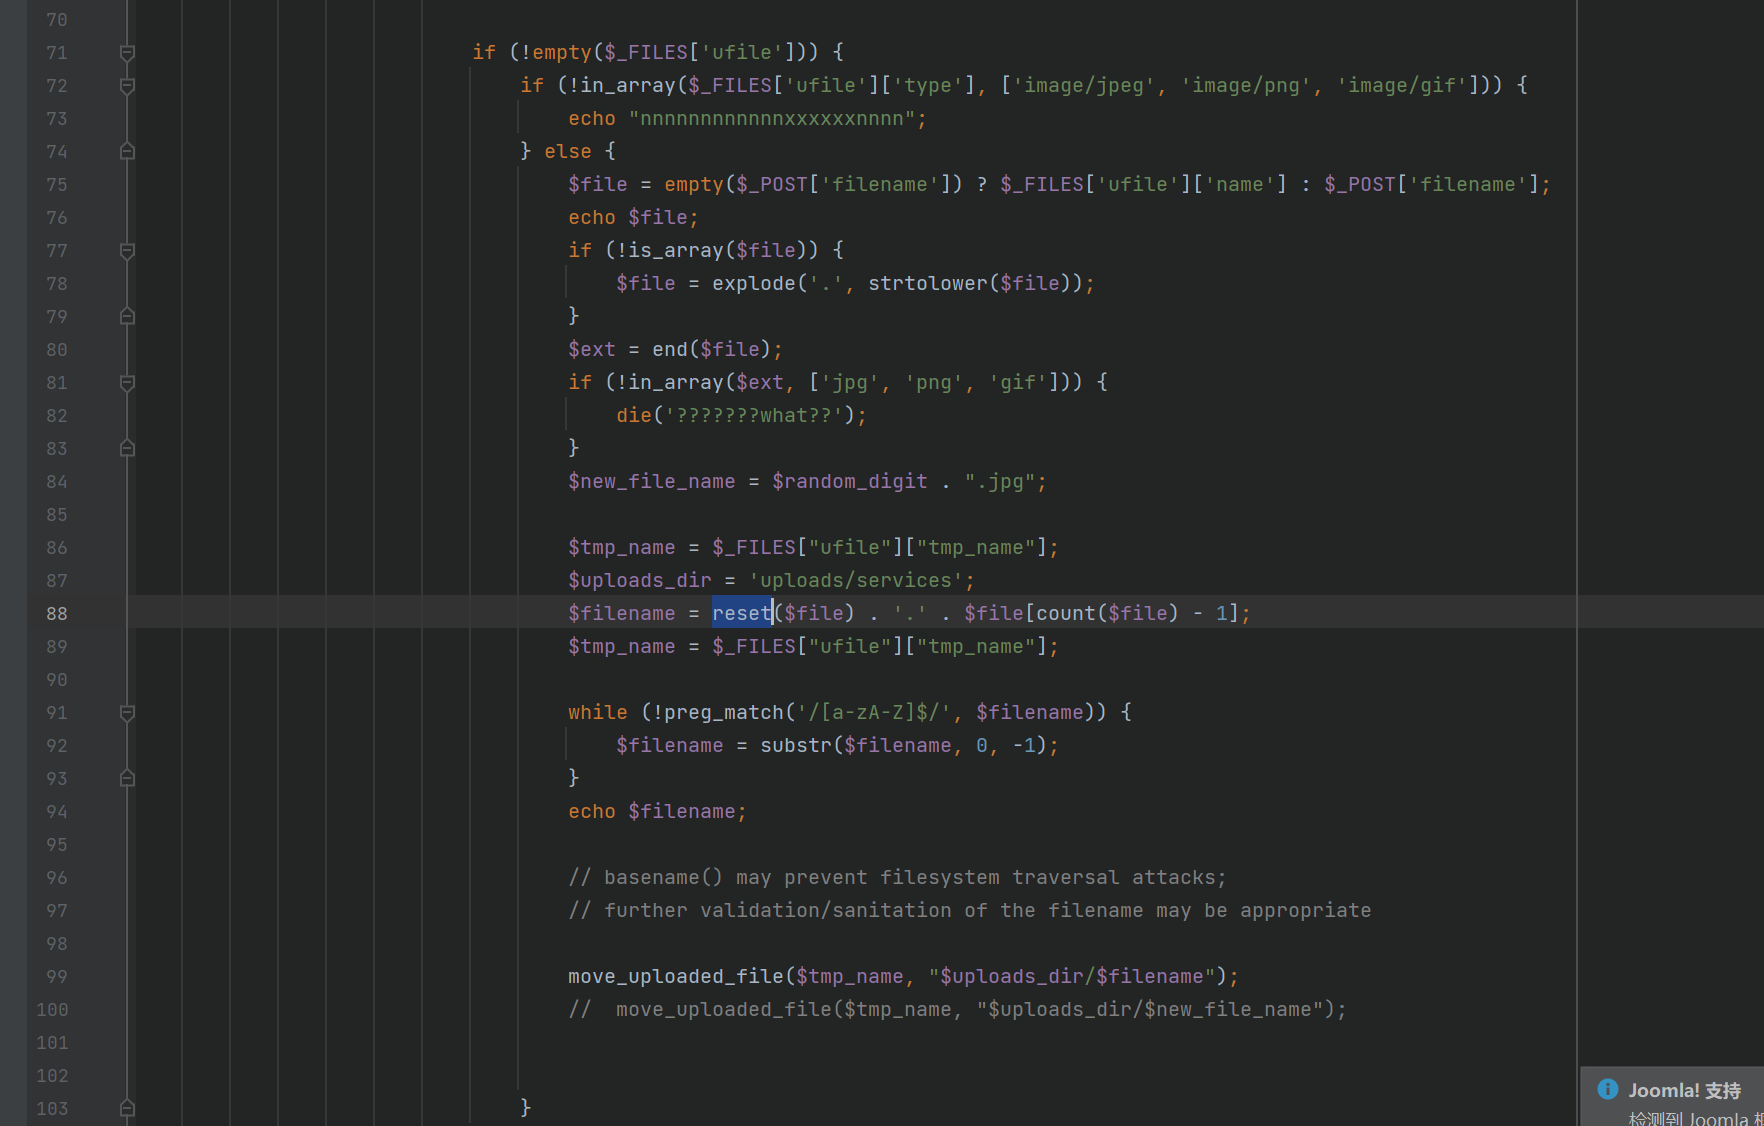 70
71 if (!empty($_FILES['ufile'])) {
72 if (!in_array($_FILES['ufile']['type'], ['image/jpeg', 'image/png', 'image/gif'])) {
73 echo "nnnnnnnnnnnnxxxxxxnnnn";
74 } else {
75 $file = empty($_POST['filename']) ? $_FILES['ufile']['name'] : $_POST['filename'];
76 echo $file;
77 if (!is_array($file)) {
78 $file = explode('.', strtolower($file));
79 }
80 $ext = end($file);
81 if (!in_array($ext, ['jpg', 'png', 'gif'])) {
82 die('???????what??');
83 }
84 $new_file_name = $random_digit . ".jpg";
85
86 $tmp_name = $_FILES["ufile"]["tmp_name"];
87 $uploads_dir = 'uploads/services';
88 $filename = reset($file) . '.' . $file[count($file) - 1];
89 $tmp_name = $_FILES["ufile"]["tmp_name"];
90
91 while (!preg_match('/[a-zA-Z]$/', $filename)) {
92 $filename = substr($filename, 0, -1);
93 }
94 echo $filename;
95
96 // basename() may prevent filesystem traversal attacks;
97 // further validation/sanitation of the filename may be appropriate
98
99 move_uploaded_file($tmp_name, "$uploads_dir/$filename");
100 // move_uploaded_file($tmp_name, "$uploads_dir/$new_file_name");
101
102
103 }
Joomla! 支持
检测到 Joomla